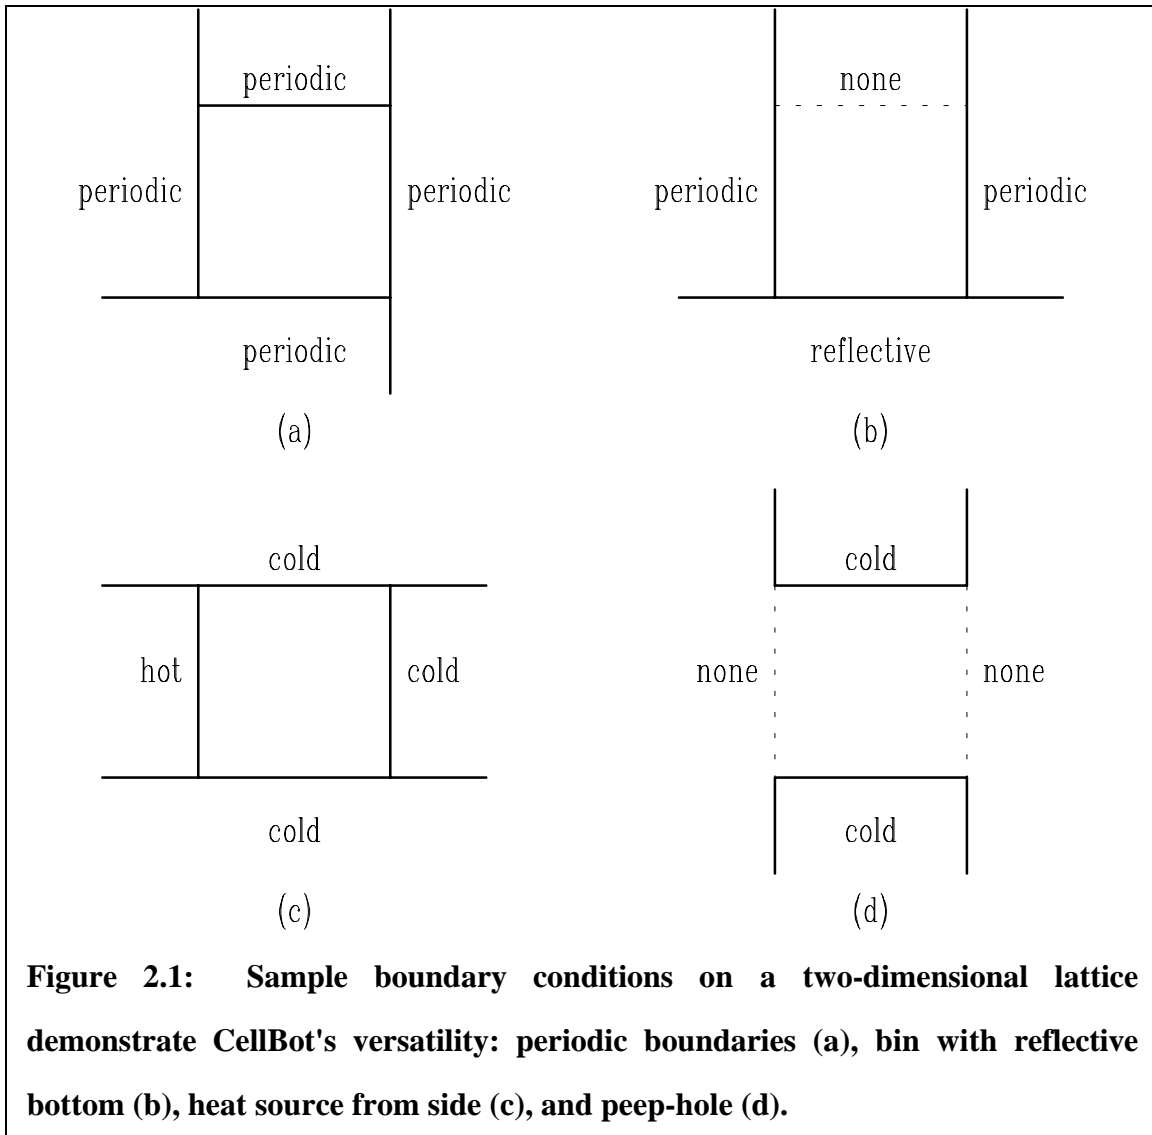 periodic
none
periodic
periodic
periodic
periodic
periodic
reflective
(a)
(b)
cold
cold
hot
cold
none
none
cold
cold
(c)
(d)
Figure 2.1: Sample boundary conditions on a two-dimensional lattice
demonstrate CellBot's versatility: periodic boundaries (a), bin with reflective
bottom (b), heat source from side (c), and peep-hole (d).